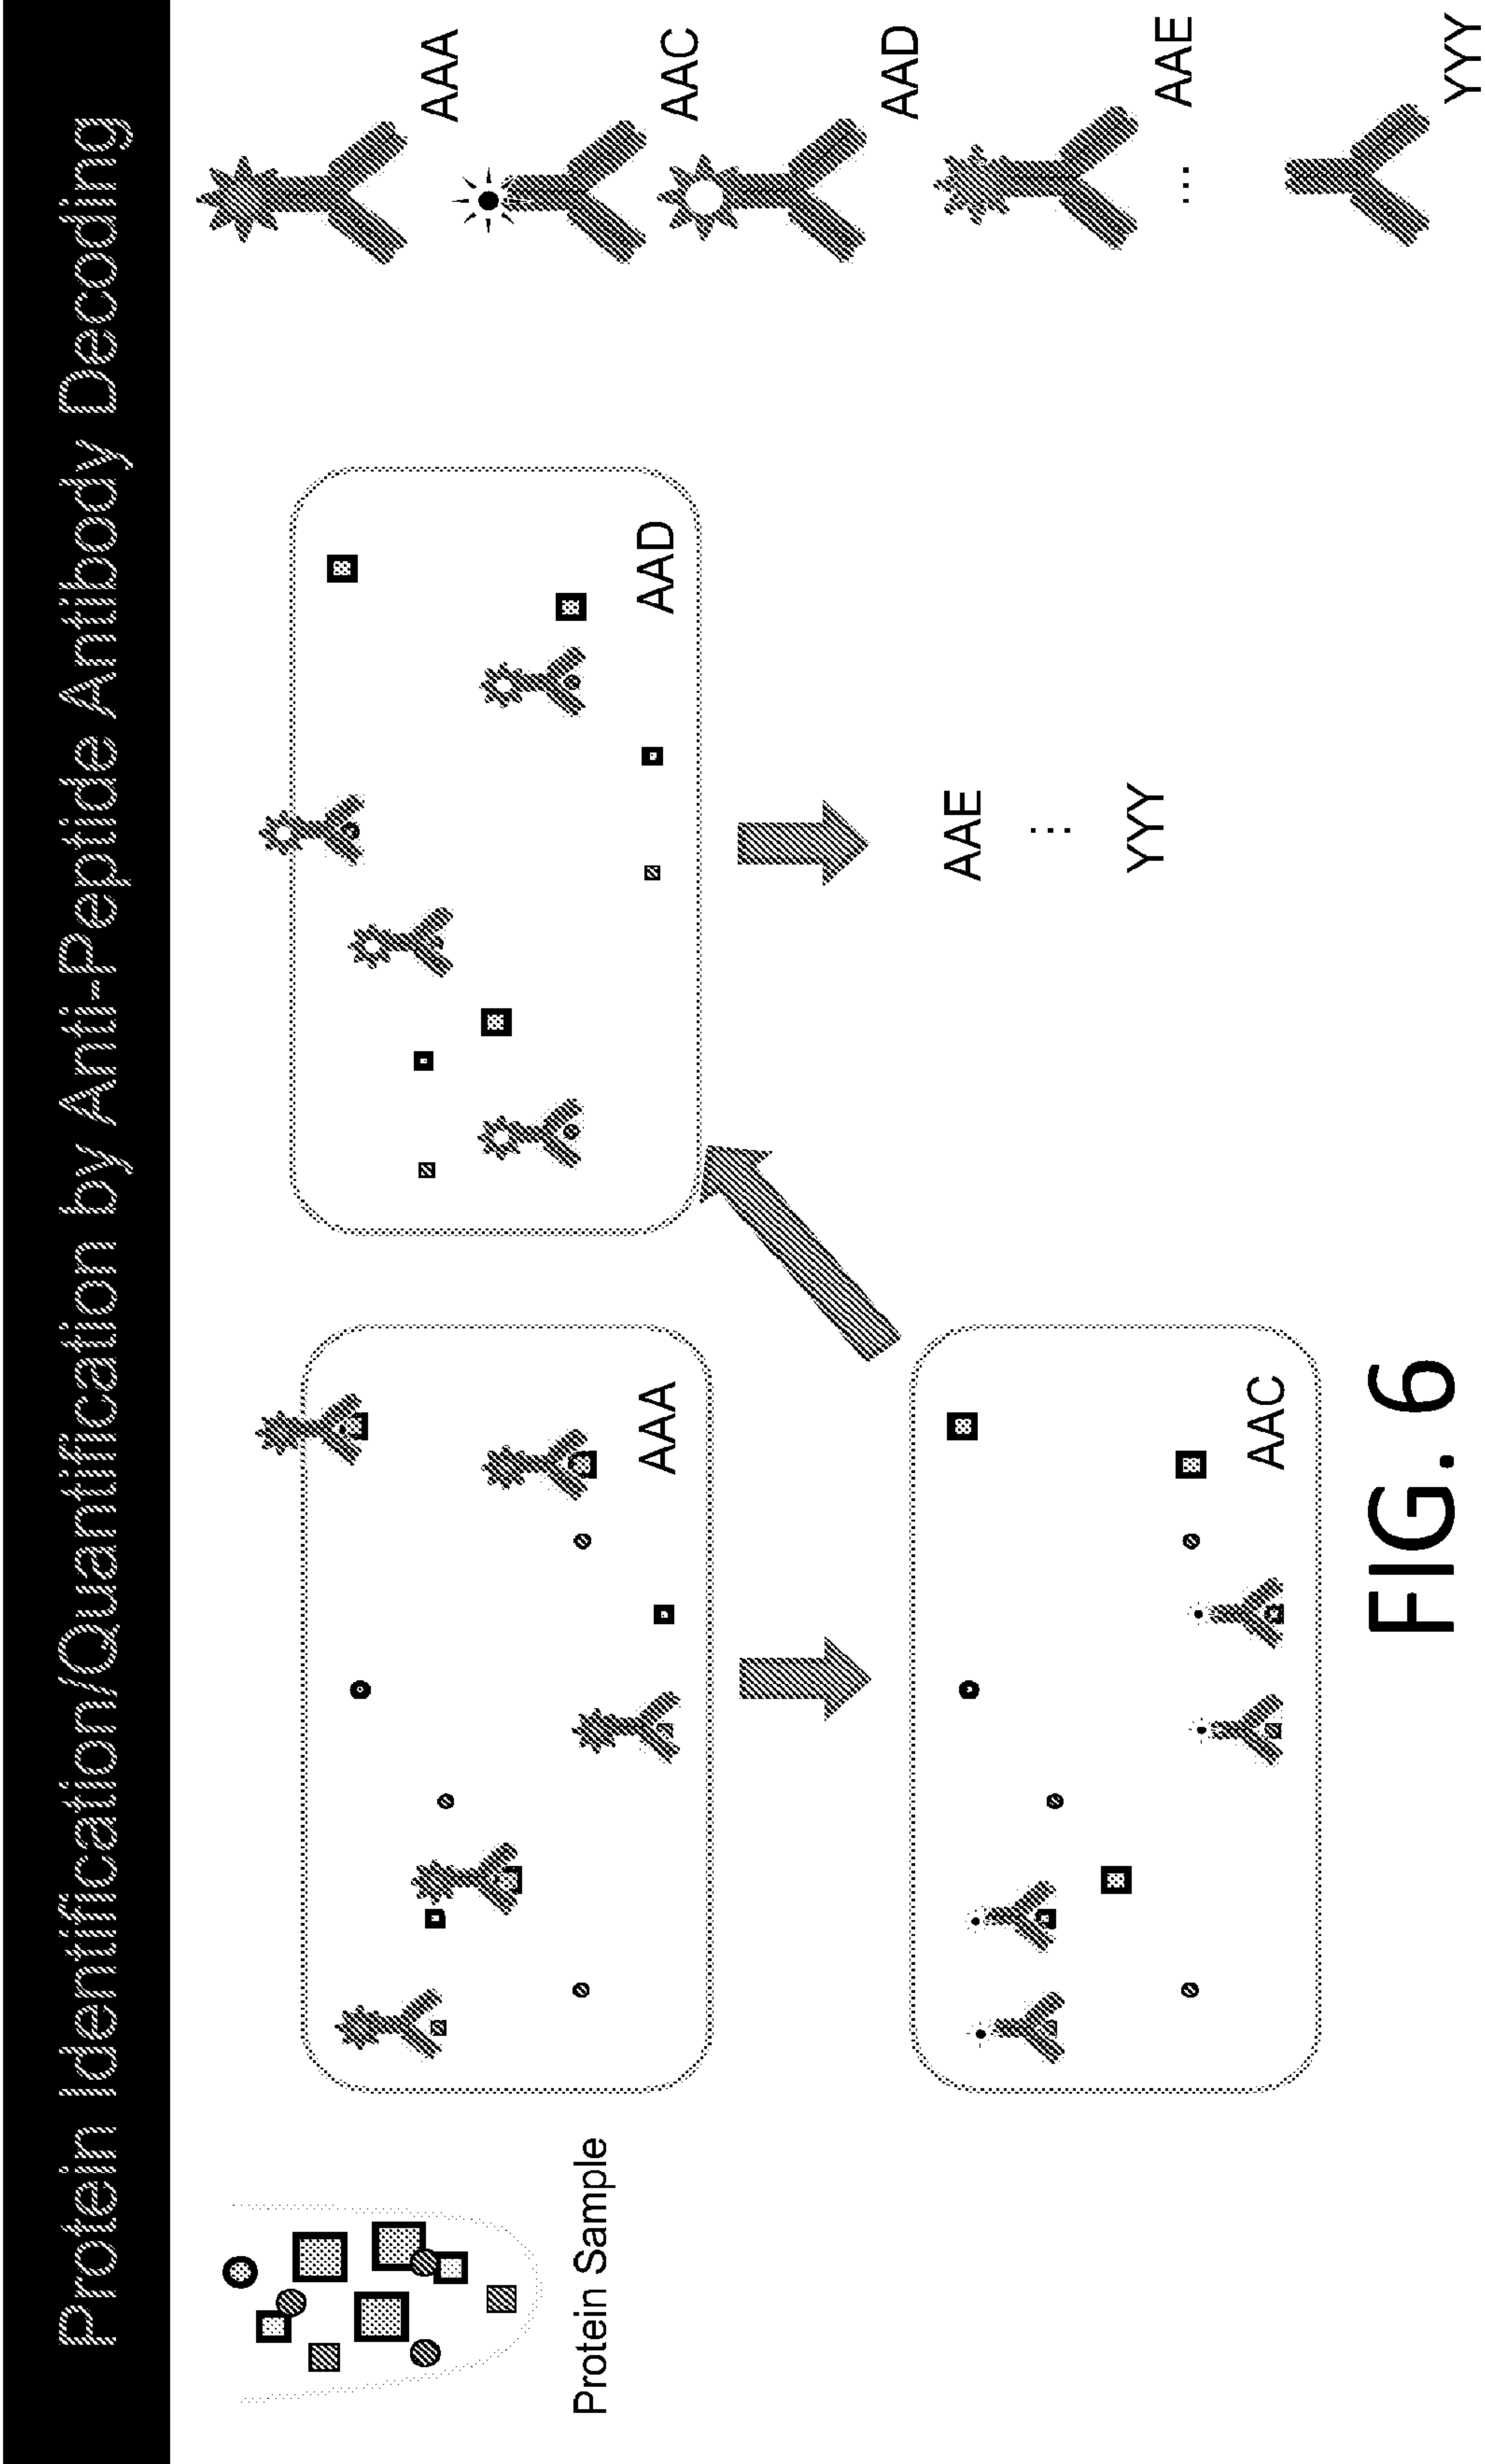 Protein Identification/Quantification by Anti-Peptide Antibody Decoding
Protein Sample
AAA
AAC
AAD
AAE
⋮
YYY
AAA
AAC
AAD
AAE
...
YYY
FIG. 6